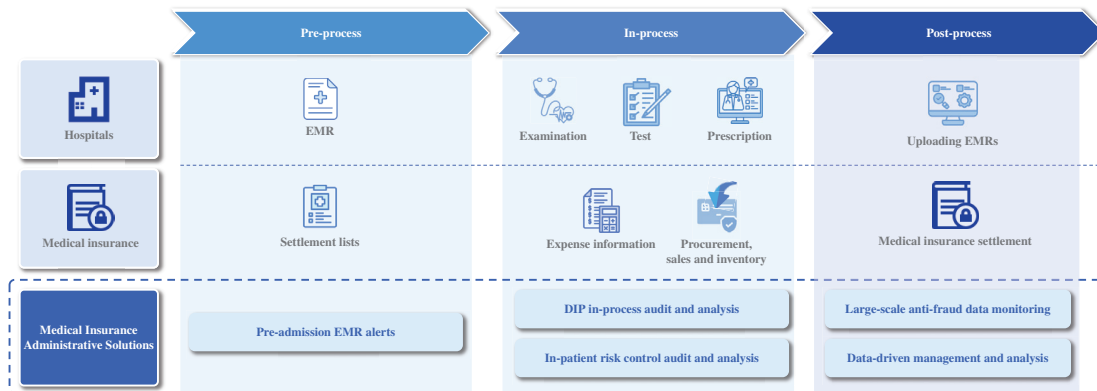 Pre-process
In-process
Post-process
Hospitals
EMR
Examination
Test
Prescription
Uploading EMRs
Medical insurance
Settlement lists
Expense information
Procurement,
sales and inventory
Medical insurance settlement
Medical Insurance
Administrative Solutions
Pre-admission EMR alerts
DIP in-process audit and analysis
In-patient risk control audit and analysis
Large-scale anti-fraud data monitoring
Data-driven management and analysis